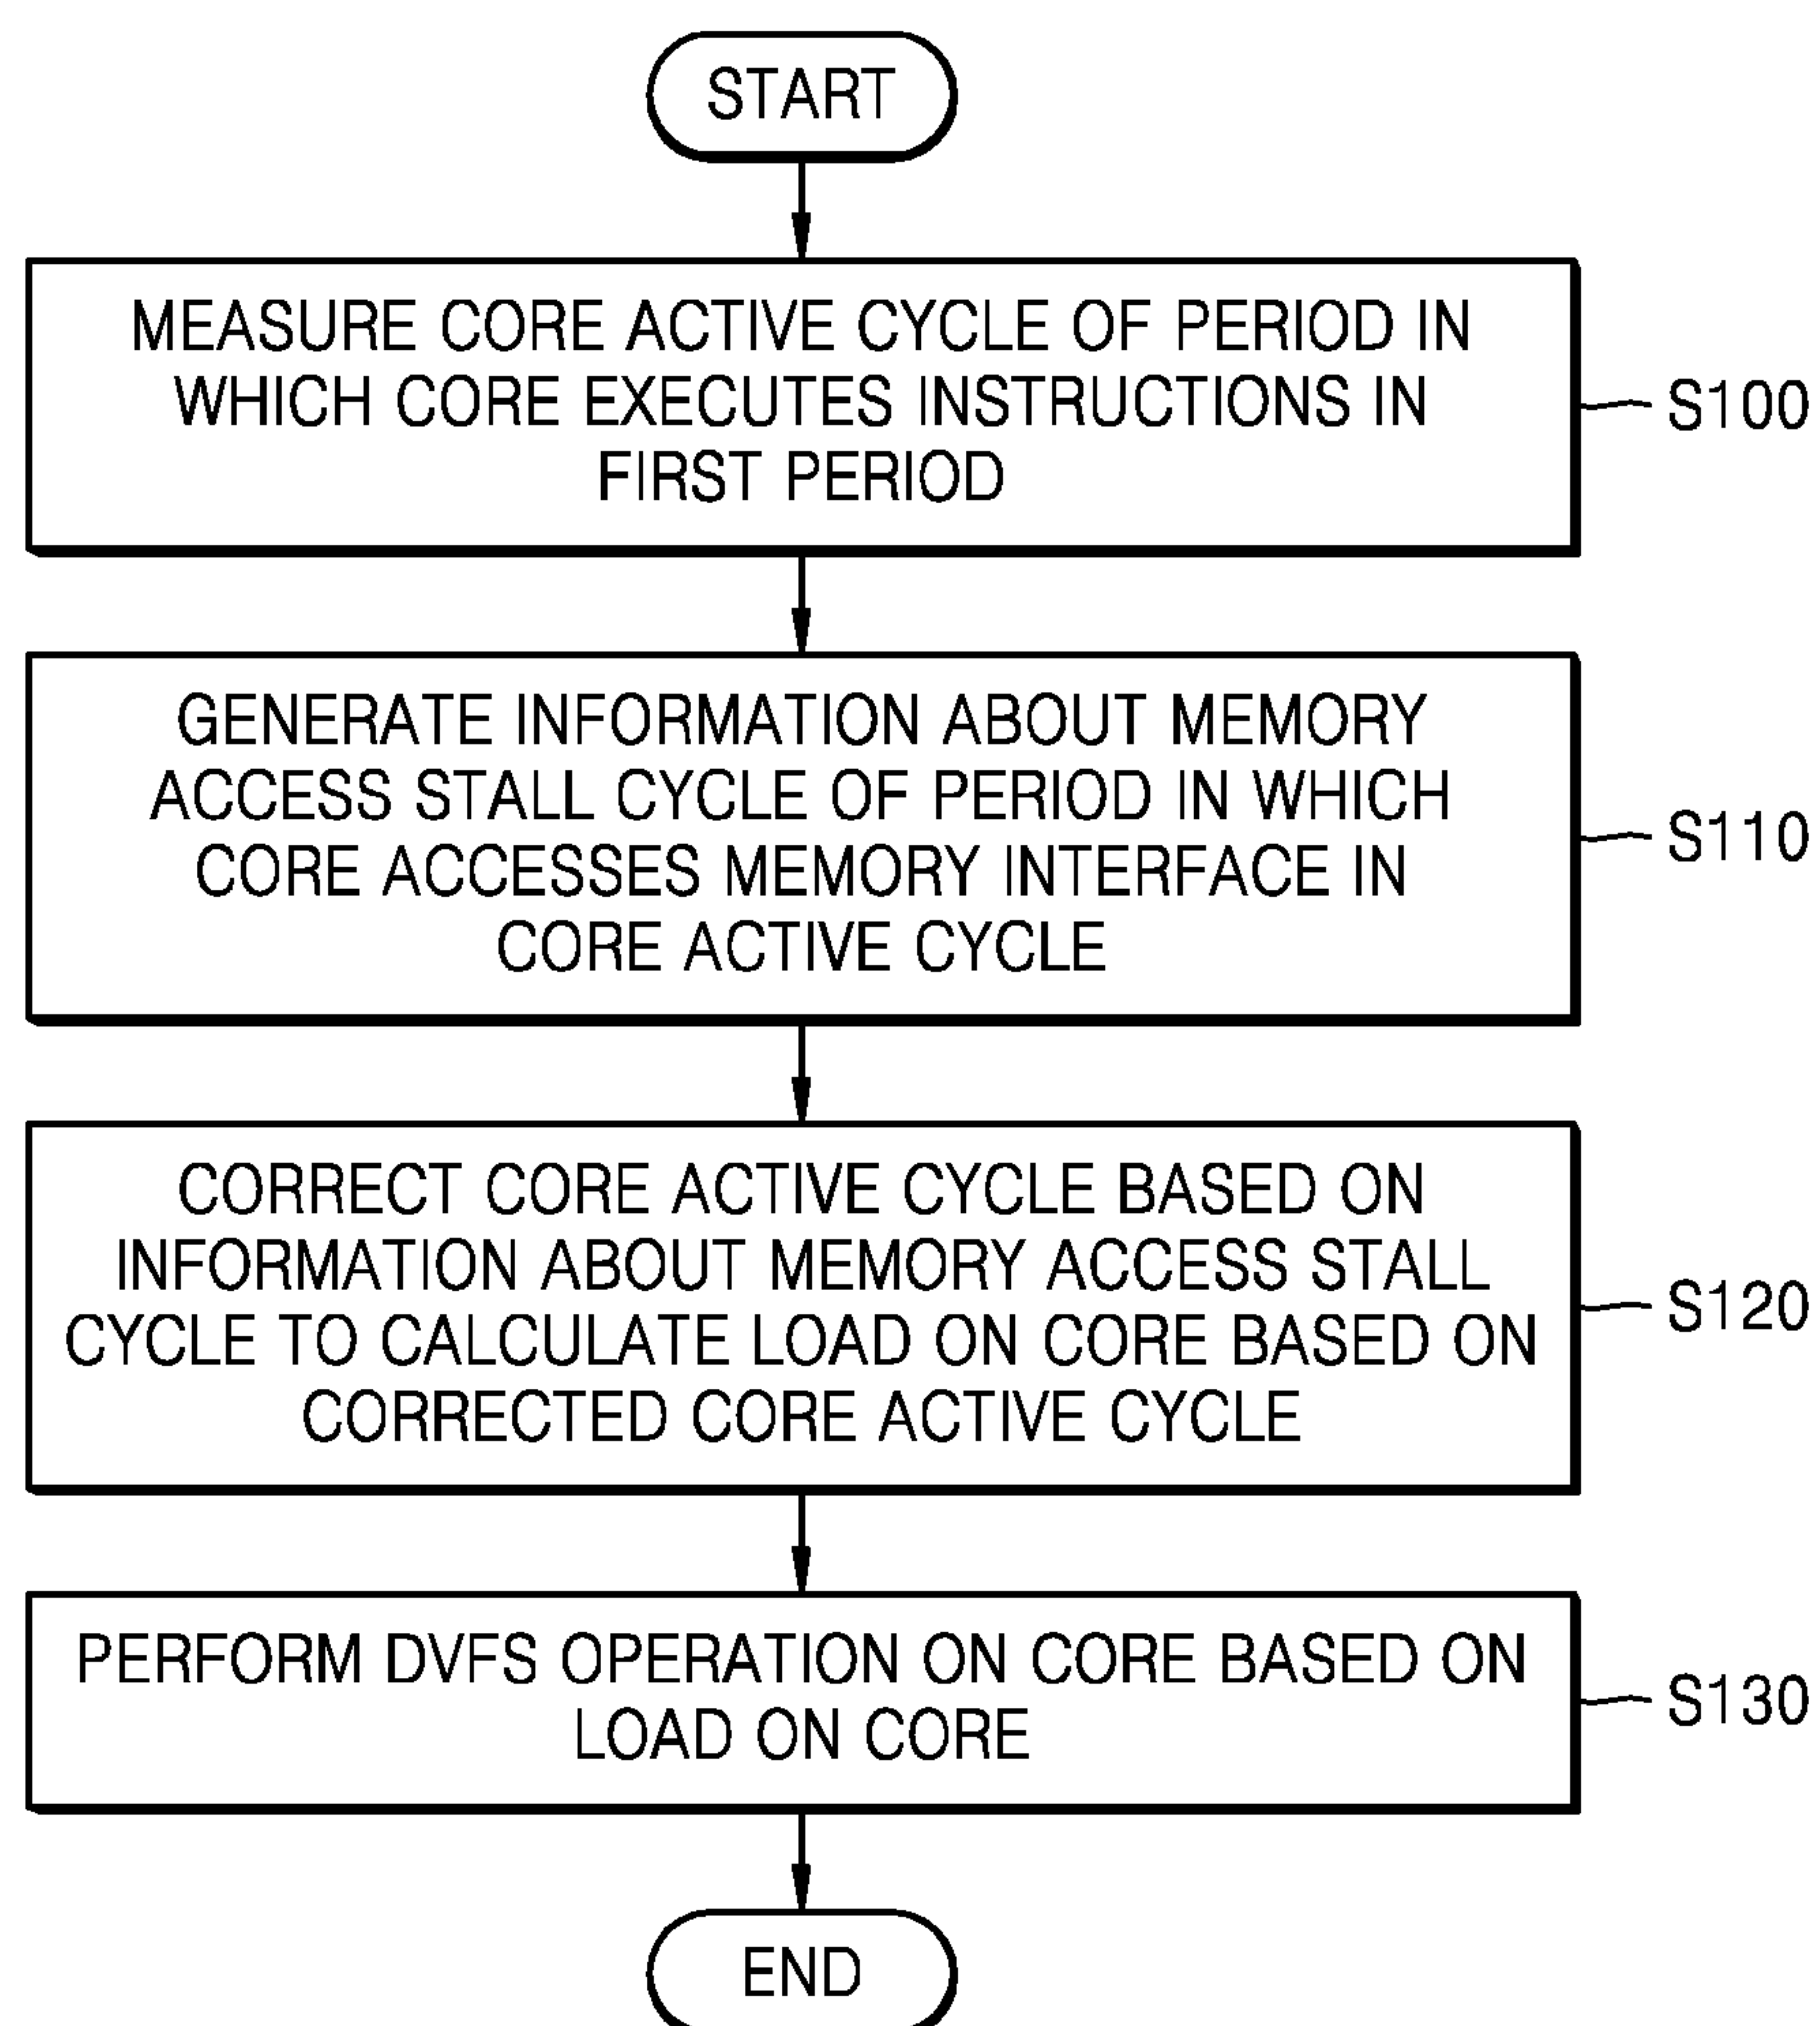 START
MEASURE CORE ACTIVE CYCLE OF PERIOD IN
WHICH CORE EXECUTES INSTRUCTIONS IN
FIRST PERIOD
S100
GENERATE INFORMATION ABOUT MEMORY
ACCESS STALL CYCLE OF PERIOD IN WHICH
CORE ACCESSES MEMORY INTERFACE IN
CORE ACTIVE CYCLE
S110
CORRECT CORE ACTIVE CYCLE BASED ON
INFORMATION ABOUT MEMORY ACCESS STALL
CYCLE TO CALCULATE LOAD ON CORE BASED ON
CORRECTED CORE ACTIVE CYCLE
S120
PERFORM DVFS OPERATION ON CORE BASED ON
LOAD ON CORE
S130
END